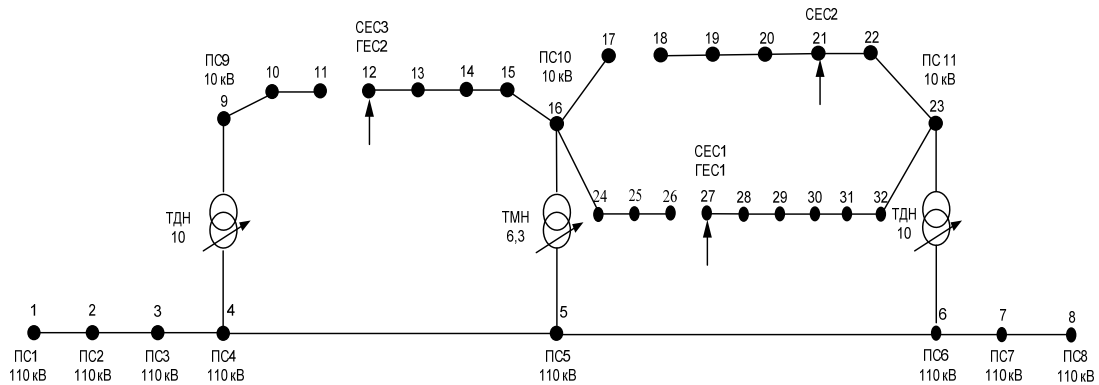 СЕС2
17
18
19
20
21
22
СЕС3
ГЕС2
ПС9
10 кВ
10
11
12
13
14
15
ПС10
10 кВ
ПС 11
10 кВ
9
16
23
СЕС1
ГЕС1
24
25
26
27
28
29
30
31
32
ТДН
10
ТМН
6,3
ТДН
10
1
2
3
4
5
6
7
8
ПС1
110 кВ
ПС2
110 кВ
ПС3
110 кВ
ПС4
110 кВ
ПС5
110 кВ
ПС6
110 кВ
ПС7
110 кВ
ПС8
110 кВ